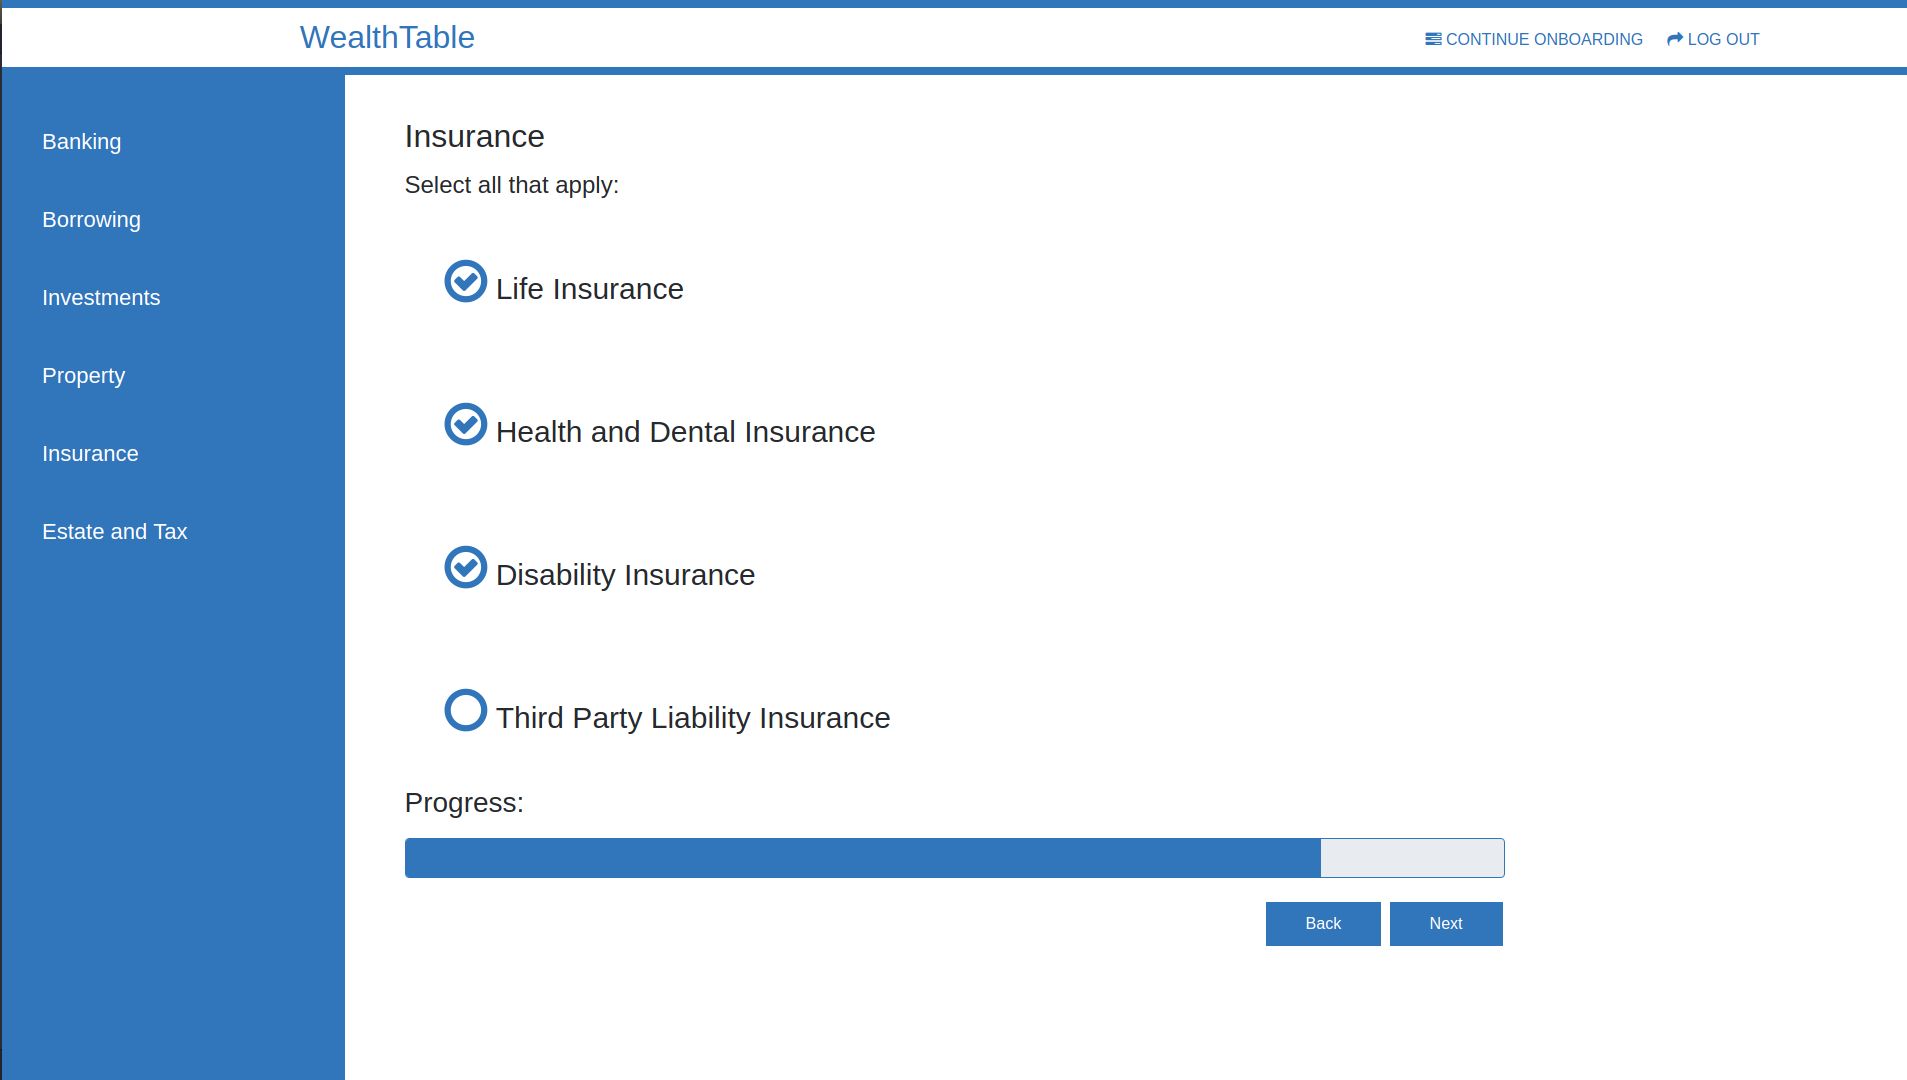 WealthTable
CONTINUE ONBOARDING
LOG OUT
Banking
Borrowing
Investments
Property
Insurance
Estate and Tax
Insurance
Select all that apply:
Life Insurance
Health and Dental Insurance
Disability Insurance
Third Party Liability Insurance
Progress:
Back
Next